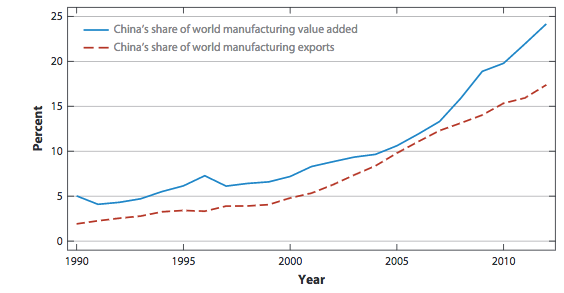 25
China's share of world manufacturing value added
China's share of world manufacturing exports
20
15
Percent
10
5
0
1990 1995 2000 2005 2010
Year